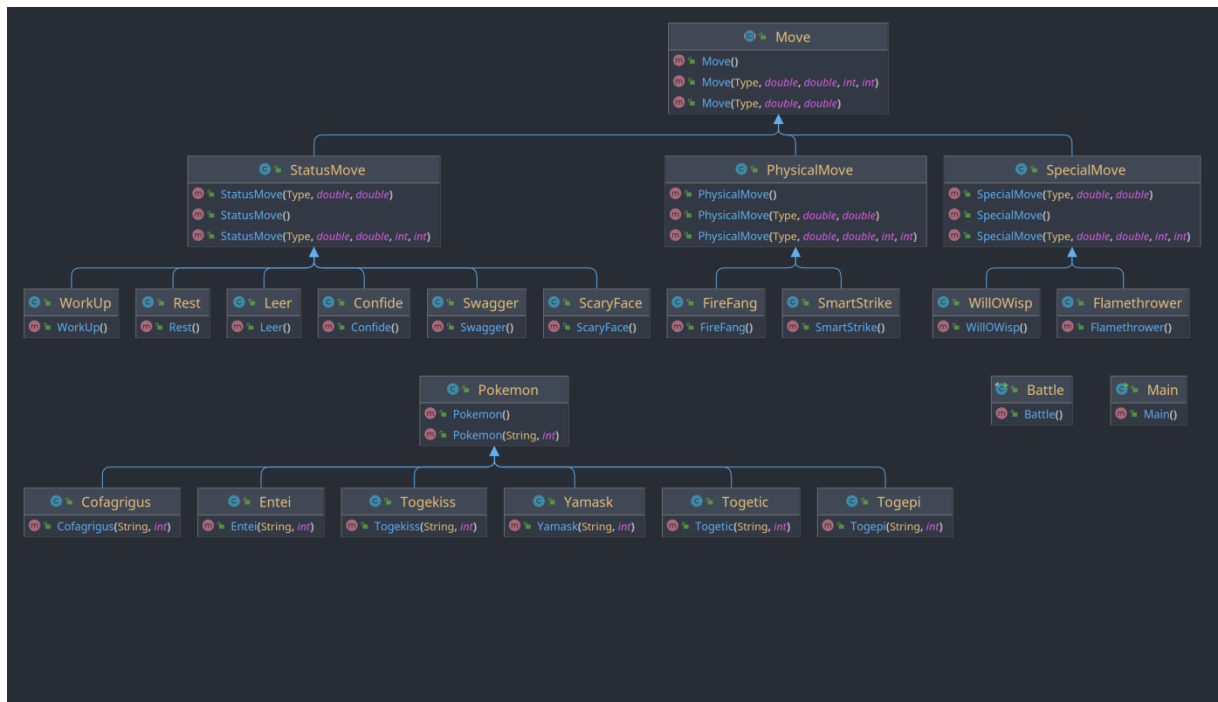 Move
Move()
Move(Type, double, double, int, int)
Move(Type, double, double)
StatusMove
StatusMove(Type, double, double)
StatusMove()
StatusMove(Type, double, double, int, int)
PhysicalMove
PhysicalMove()
PhysicalMove(Type, double, double)
PhysicalMove(Type, double, double, int, int)
SpecialMove
SpecialMove(Type, double, double)
SpecialMove()
SpecialMove(Type, double, double, int, int)
WorkUp
WorkUp()
Rest
Rest()
Leer
Leer()
Confide
Confide()
Swagger
Swagger()
ScaryFace
ScaryFace()
FireFang
FireFang()
SmartStrike
SmartStrike()
WillOWisp
WillOWisp()
Flamethrower
Flamethrower()
Pokemon
Pokemon()
Pokemon(String, int)
Battle
Battle()
Main
Main()
Cofagrigus
Cofagrigus(String, int)
Entei
Entei(String, int)
Togekiss
Togekiss(String, int)
Yamask
Yamask(String, int)
Togetic
Togetic(String, int)
Togepi
Togepi(String, int)